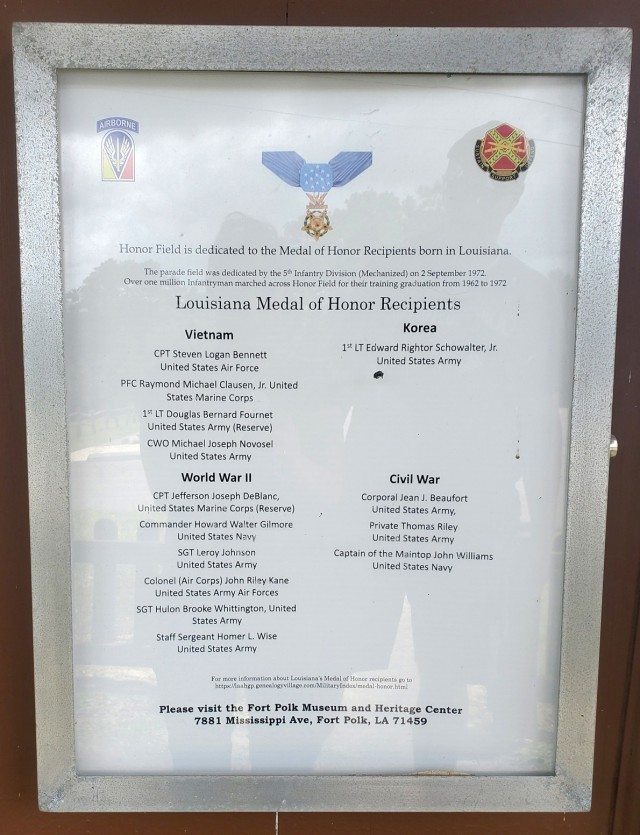 AIRBORNE
SUPPORT
Honor Field is dedicated to the Medal of Honor Recipients born in Louisiana.
The parade field was dedicated by the 5th Infantry Division (Mechanized) on 2 September 1972.
Over one million Infantryman marched across Honor Field for their training graduation from 1962 to 1972
Louisiana Medal of Honor Recipients
Vietnam
CPT Steven Logan Bennett
United States Air Force
PFC Raymond Michael Clausen, Jr. United
States Marine Corps
1st LT Douglas Bernard Fournet
United States Army (Reserve)
CWO Michael Joseph Novosel
United States Army
Korea
1st LT Edward Rightor Schowalter, Jr.
United States Army
World War II
CPT Jefferson Joseph DeBlanc,
United States Marine Corps (Reserve)
Commander Howard Walter Gilmore
United States Navy
SGT Leroy Johnson
United States Army
Colonel (Air Corps) John Riley Kane
United States Army Air Forces
SGT Hulon Brooke Whittington, United
States Army
Staff Sergeant Homer L. Wise
United States Army
Civil War
Corporal Jean J. Beaufort
United States Army,
Private Thomas Riley
United States Army
Captain of the Maintop John Williams
United States Navy
For more information about Louisiana's Medal of Honor recipients go to
https://laahgp.genealogyvillage.com/MilitaryIndex/medal-honor.html
Please visit the Fort Polk Museum and Heritage Center
7881 Mississippi Ave, Fort Polk, LA 71459